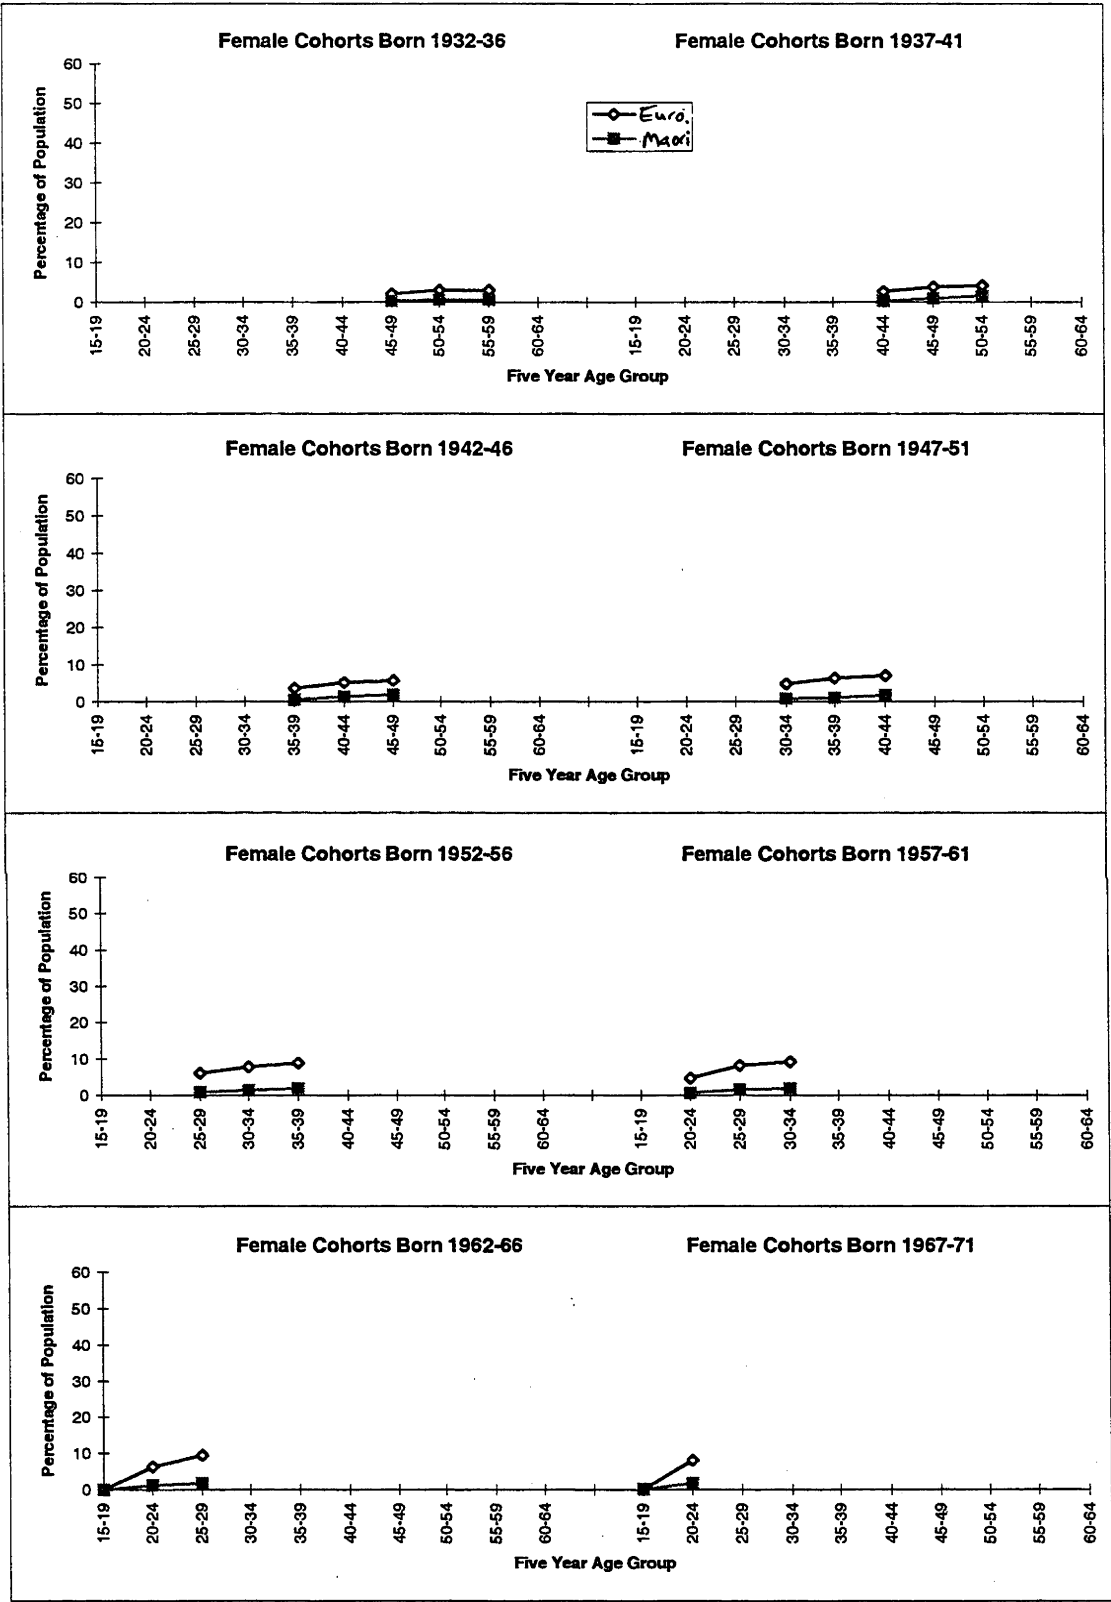 Female Cohorts Born 1932-36 Female Cohorts Born 1937-41
Percentage of Population
60
50
40
30
20
10
0
Euro.
Maori
15-19 20-24 25-29 30-34 35-39 40-44 45-49 50-54 55-59 60-64 15-19 20-24 25-29 30-34 35-39 40-44 45-49 50-54 55-59 60-64
Five Year Age Group
Female Cohorts Born 1942-46 Female Cohorts Born 1947-51
Percentage of Population
60
50
40
30
20
10
0
15-19 20-24 25-29 30-34 35-39 40-44 45-49 50-54 55-59 60-64 15-19 20-24 25-29 30-34 35-39 40-44 45-49 50-54 55-59 60-64
Five Year Age Group
Female Cohorts Born 1952-56 Female Cohorts Born 1957-61
Percentage of Population
60
50
40
30
20
10
0
15-19 20-24 25-29 30-34 35-39 40-44 45-49 50-54 55-59 60-64 15-19 20-24 25-29 30-34 35-39 40-44 45-49 50-54 55-59 60-64
Five Year Age Group
Female Cohorts Born 1962-66 Female Cohorts Born 1967-71
Percentage of Population
60
50
40
30
20
10
0
15-19 20-24 25-29 30-34 35-39 40-44 45-49 50-54 55-59 60-64 15-19 20-24 25-29 30-34 35-39 40-44 45-49 50-54 55-59 60-64
Five Year Age Group